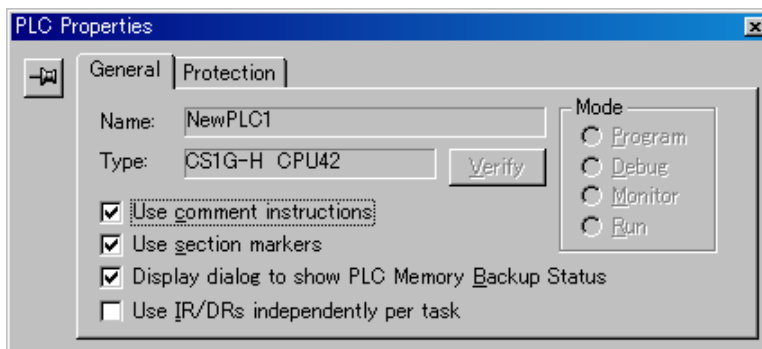 PLC Properties
General Protection
Name: NewPLC1
Type: CS1G-H CPU42 Verify
Mode
Program
Debug
Monitor
Run
Use comment instructions
Use section markers
Display dialog to show PLC Memory Backup Status
Use IR/DRs independently per task